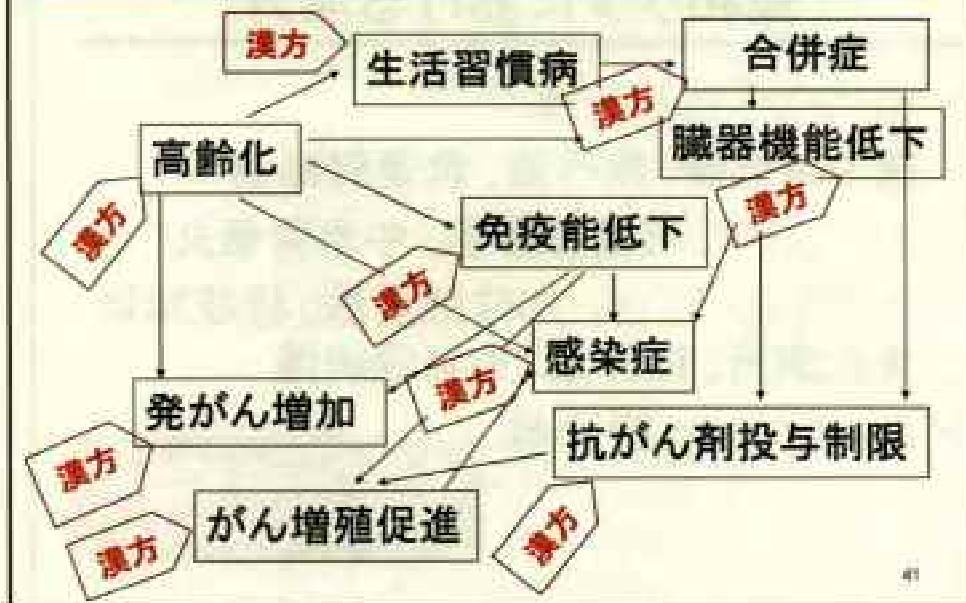 漢方
生活習慣病
合併症
漢方
高齢化
臓器機能低下
漢方
漢方
免疫能低下
漢方
感染症
漢方
発がん増加
抗がん剤投与制限
漢方
がん増殖促進
漢方
漢方
41